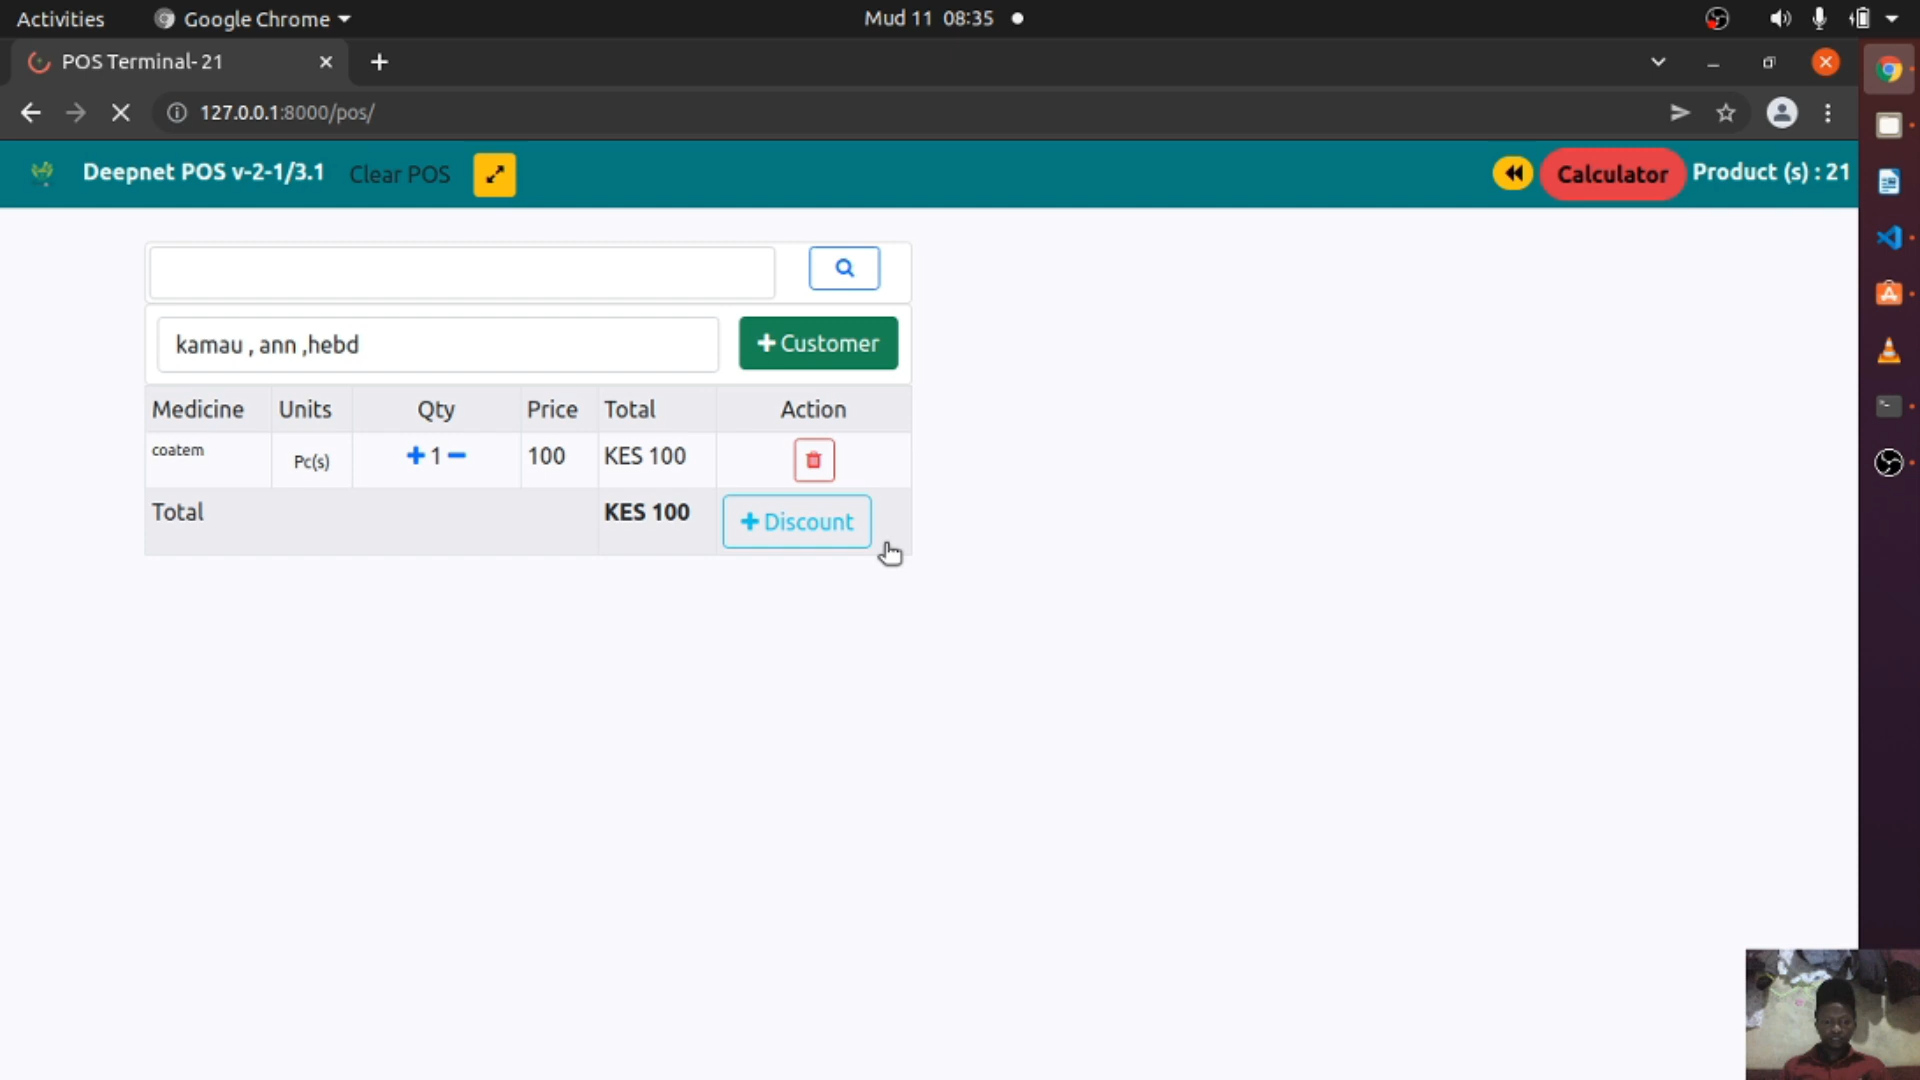 Activities Google Chrome Mud 11 08:35
POS Terminal- 21
127.0.0.1:8000/pos/
Deepnet POS v-2-1/3.1 Clear POS Calculator Product (s) : 21
kamau , ann ,hebd Customer
Medicine Units Qty Price Total Action
coatem Pc(s) 1 100 KES 100
Total KES 100 Discount